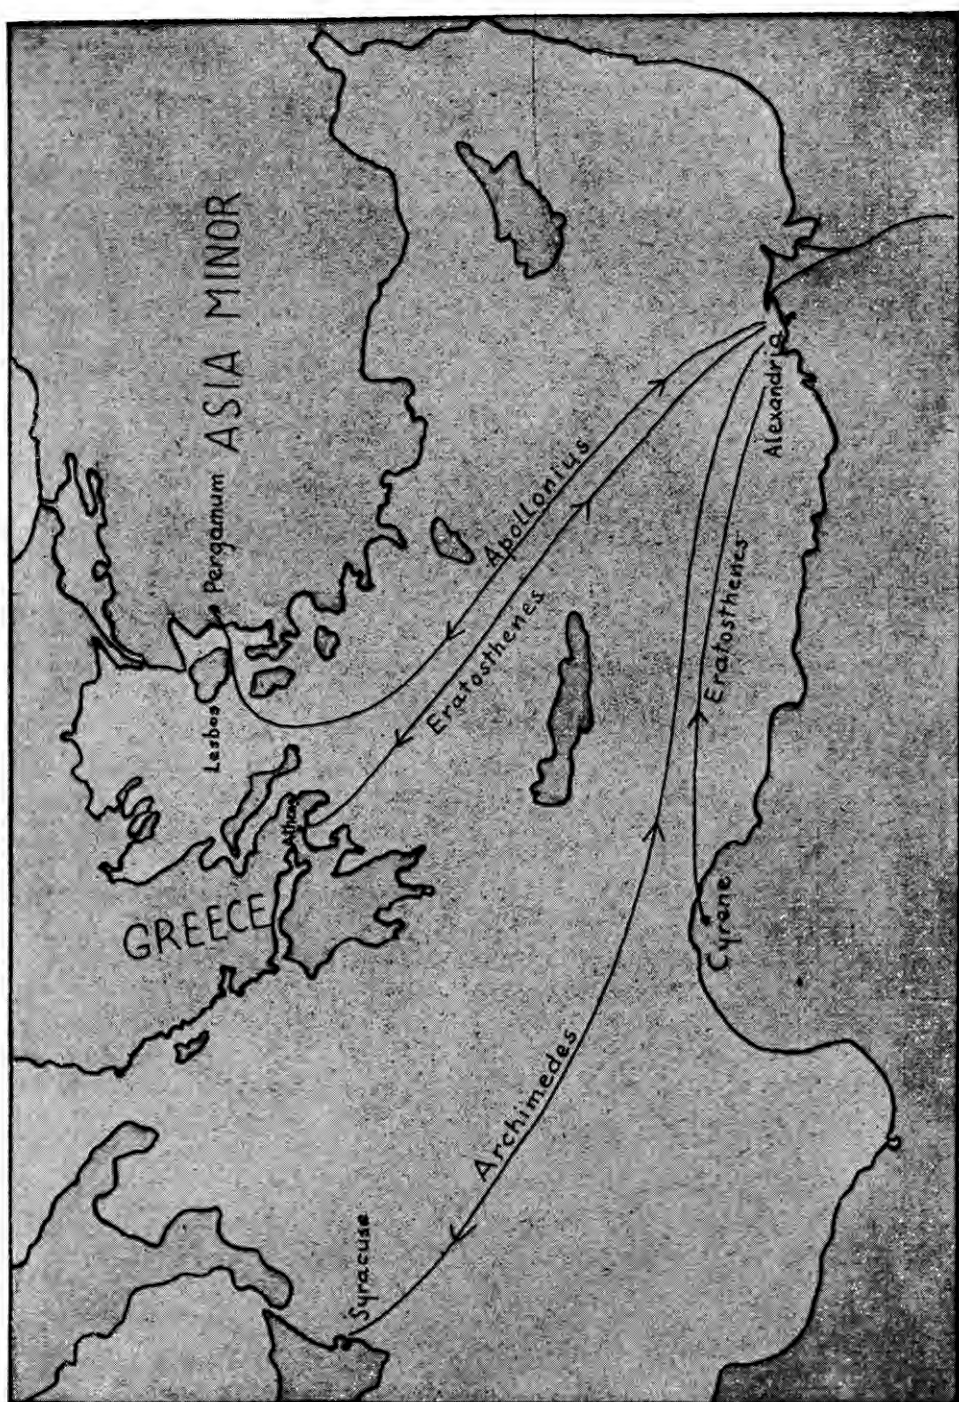 ASIA MINOR
Pergamum
Lesbos
Athens
GREECE
Apollonius
Eratosthenes
Alexandria
Eratosthenes
Cyrene
Archimedes
Syracuse